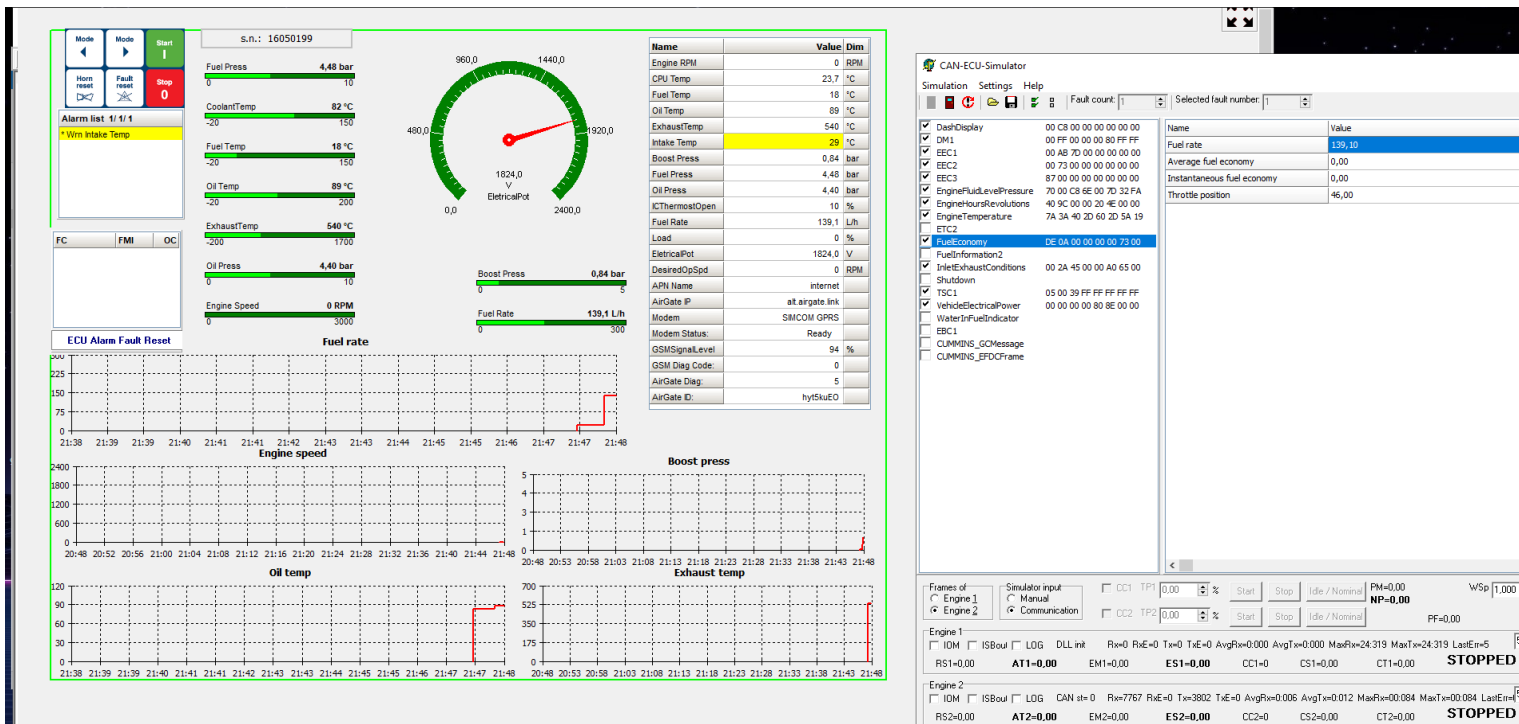 Mode
Mode
Start
I
Horn reset
Fault reset
Stop
0
s.n.: 16050199
Alarm list 1/ 1/ 1
* Wrn Intake Temp
FC FMI OC
ECU Alarm Fault Reset
Fuel Press 4,48 bar
0 10
CoolantTemp 82 °C
-20 150
Fuel Temp 18 °C
-20 150
Oil Temp 89 °C
-20 200
ExhaustTemp 540 °C
-200 1700
Oil Press 4,40 bar
0 10
Engine Speed 0 RPM
0 3000
960,0 1440,0
480,0 1920,0
1824,0
V
EletricalPot
0,0 2400,0
Boost Press 0,84 bar
0 5
Fuel Rate 139,1 L/h
0 300
Name Value Dim
Engine RPM 0 RPM
CPU Temp 23,7 °C
Fuel Temp 18 °C
Oil Temp 89 °C
ExhaustTemp 540 °C
Intake Temp 29 °C
Boost Press 0,84 bar
Fuel Press 4,48 bar
Oil Press 4,40 bar
ICThermostOpen 10 %
Fuel Rate 139,1 L/h
Load 0 %
EletricalPot 1824,0 V
DesiredOpSpd 0 RPM
APN Name internet
AirGate IP alt.airgate.link
Modem SIMCOM GPRS
Modem Status: Ready
GSMSignalLevel 94 %
GSM Diag Code: 0
AirGate Diag: 5
AirGate ID: hyt5kuEO
Fuel rate
300
225
150
75
0
21:38 21:39 21:39 21:40 21:41 21:41 21:42 21:43 21:43 21:44 21:45 21:45 21:46 21:47 21:47 21:48
Engine speed
2400
1800
1200
600
0
20:48 20:52 20:56 21:00 21:04 21:08 21:12 21:16 21:20 21:24 21:28 21:32 21:36 21:40 21:44 21:48
Boost press
5
4
3
1
0
20:48 20:53 20:58 21:03 21:08 21:13 21:18 21:23 21:28 21:33 21:38 21:43 21:48
Oil temp
120
90
60
30
0
21:38 21:39 21:39 21:40 21:41 21:41 21:42 21:43 21:43 21:44 21:45 21:45 21:46 21:47 21:47 21:48
Exhaust temp
700
525
350
175
0
20:48 20:53 20:58 21:03 21:08 21:13 21:18 21:23 21:28 21:33 21:38 21:43 21:48
CAN-ECU-Simulator
Simulation Settings Help
Fault count: 1 Selected fault number: 1
DashDisplay 00 C8 00 00 00 00 00 00
DM1 00 FF 00 00 00 80 FF FF
EEC1 00 AB 7D 00 00 00 00 00
EEC2 00 73 00 00 00 00 00 00
EEC3 87 00 00 00 00 00 00 00
EngineFluidLevelPressure 70 00 C8 6E 00 7D 32 FA
EngineHoursRevolutions 40 9C 00 00 20 4E 00 00
EngineTemperature 7A 3A 40 2D 60 2D 5A 19
ETC2
FuelEconomy DE 0A 00 00 00 00 73 00
FuelInformation2
InletExhaustConditions 00 2A 45 00 00 A0 65 00
Shutdown
TSC1 05 00 39 FF FF FF FF FF
VehicleElectricalPower 00 00 00 00 80 8E 00 00
WaterInFuelIndicator
EBC1
CUMMINS_GCMessage
CUMMINS_EFDCFrame
Name Value
Fuel rate 139,10
Average fuel economy 0,00
Instantaneous fuel economy 0,00
Throttle position 46,00
Frames of
Engine 1
Engine 2
Simulator input
Manual
Communication
CC1 TP1 0,00 % Start Stop Idle / Nominal PM=0,00 WSp 1,000
NP=0,00
CC2 TP2 0,00 % Start Stop Idle / Nominal PF=0,00
Engine 1
IOM ISBoul LOG DLL init Rx=0 RxE=0 Tx=0 TxE=0 AvgRx=0:000 AvgTx=0:000 MaxRx=24:319 MaxTx=24:319 LastErr=5
RS1=0,00 AT1=0,00 EM1=0,00 ES1=0,00 CC1=0 CS1=0,00 CT1=0,00 STOPPED
Engine 2
IOM ISBoul LOG CAN st= 0 Rx=7767 RxE=0 Tx=3802 TxE=0 AvgRx=0:006 AvgTx=0:012 MaxRx=00:084 MaxTx=00:084
RS2=0,00 AT2=0,00 EM2=0,00 ES2=0,00 CC2=0 CS2=0,00 CT2=0,00 STOPPED